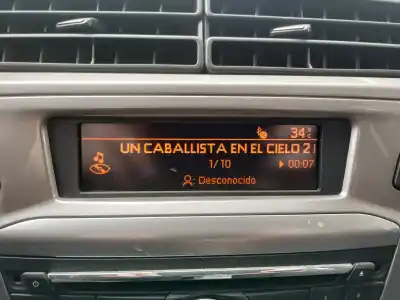 34 °C
UN CABALLISTA EN EL CIELO 2
1/10 00:07
: Desconocido